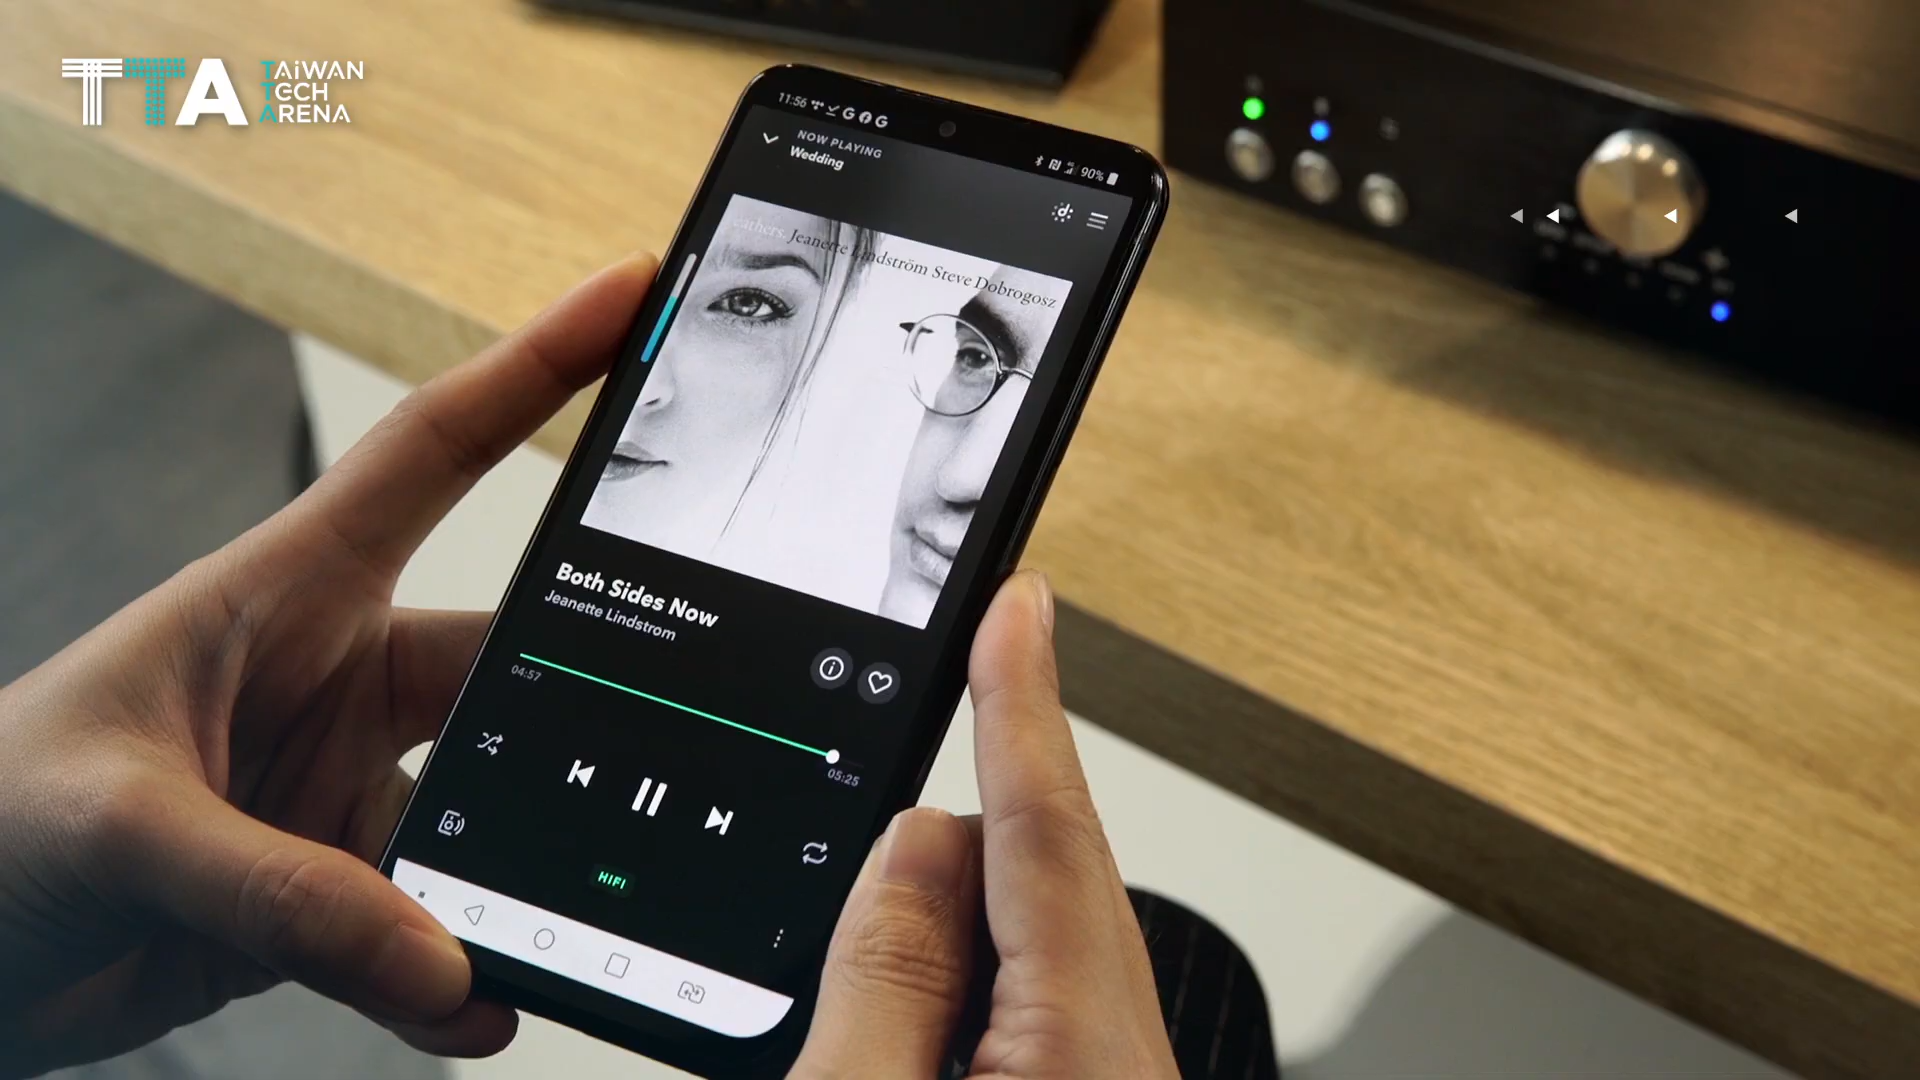 TTA
TAiWAN
TECH
ARENA
11:56
90%
NOW PLAYING
Wedding
eathers. Jeanette Lindström Steve Dobrogosz
Both Sides Now
Jeanette Lindstrom
04:57
05:25
HIFI